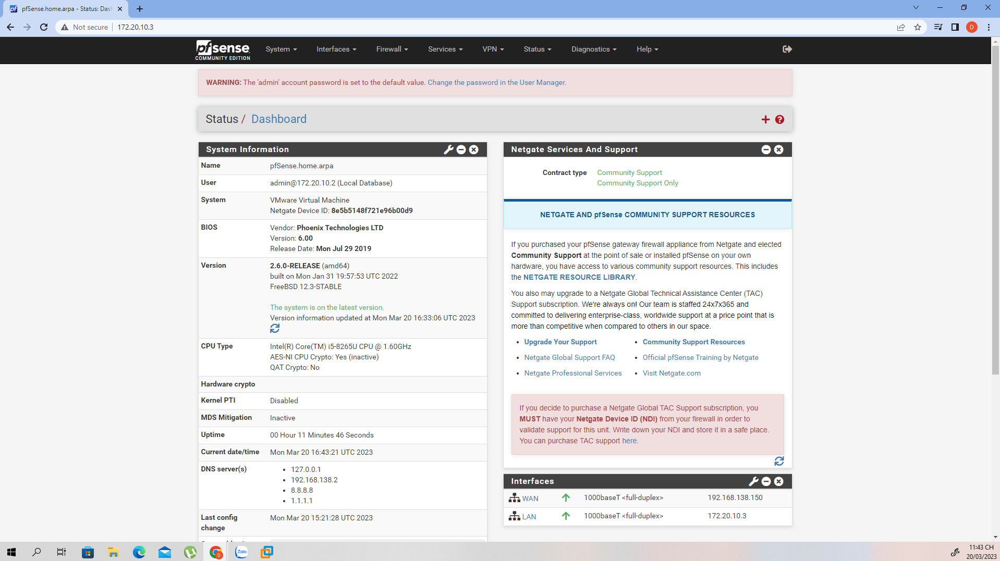 pfSense.home.arpa - Status: Dash
Not secure
172.20.10.3
D
pfsense
COMMUNITY EDITION
System
Interfaces
Firewall
Services
VPN
Status
Diagnostics
Help
WARNING: The 'admin' account password is set to the default value. Change the password in the User Manager.
Status / Dashboard
System Information
Name
pfSense.home.arpa
User
admin@172.20.10.2 (Local Database)
System
VMware Virtual Machine
Netgate Device ID: 8e5b5148f721e96b00d9
BIOS
Vendor: Phoenix Technologies LTD
Version: 6.00
Release Date: Mon Jul 29 2019
Version
2.6.0-RELEASE (amd64)
built on Mon Jan 31 19:57:53 UTC 2022
FreeBSD 12.3-STABLE
The system is on the latest version.
Version information updated at Mon Mar 20 16:33:06 UTC 2023
CPU Type
Intel(R) Core(TM) i5-8265U CPU @ 1.60GHz
AES-NI CPU Crypto: Yes (inactive)
QAT Crypto: No
Hardware crypto
Kernel PTI
Disabled
MDS Mitigation
Inactive
Uptime
00 Hour 11 Minutes 46 Seconds
Current date/time
Mon Mar 20 16:43:21 UTC 2023
DNS server(s)
127.0.0.1
192.168.138.2
8.8.8.8
1.1.1.1
Last config
change
Mon Mar 20 15:21:28 UTC 2023
Netgate Services And Support
Contract type
Community Support
Community Support Only
NETGATE AND pfSense COMMUNITY SUPPORT RESOURCES
If you purchased your pfSense gateway firewall appliance from Netgate and elected
Community Support at the point of sale or installed pfSense on your own
hardware, you have access to various community support resources. This includes
the NETGATE RESOURCE LIBRARY.
You also may upgrade to a Netgate Global Technical Assistance Center (TAC)
Support subscription. We're always on! Our team is staffed 24x7x365 and
committed to delivering enterprise-class, worldwide support at a price point that is
more than competitive when compared to others in our space.
Upgrade Your Support
Community Support Resources
Netgate Global Support FAQ
Official pfSense Training by Netgate
Netgate Professional Services
Visit Netgate.com
If you decide to purchase a Netgate Global TAC Support subscription, you
MUST have your Netgate Device ID (NDI) from your firewall in order to
validate support for this unit. Write down your NDI and store it in a safe place.
You can purchase TAC support here.
Interfaces
WAN
1000baseT <full-duplex>
192.168.138.150
LAN
1000baseT <full-duplex>
172.20.10.3
D
Zalo
11:43 CH
20/03/2023